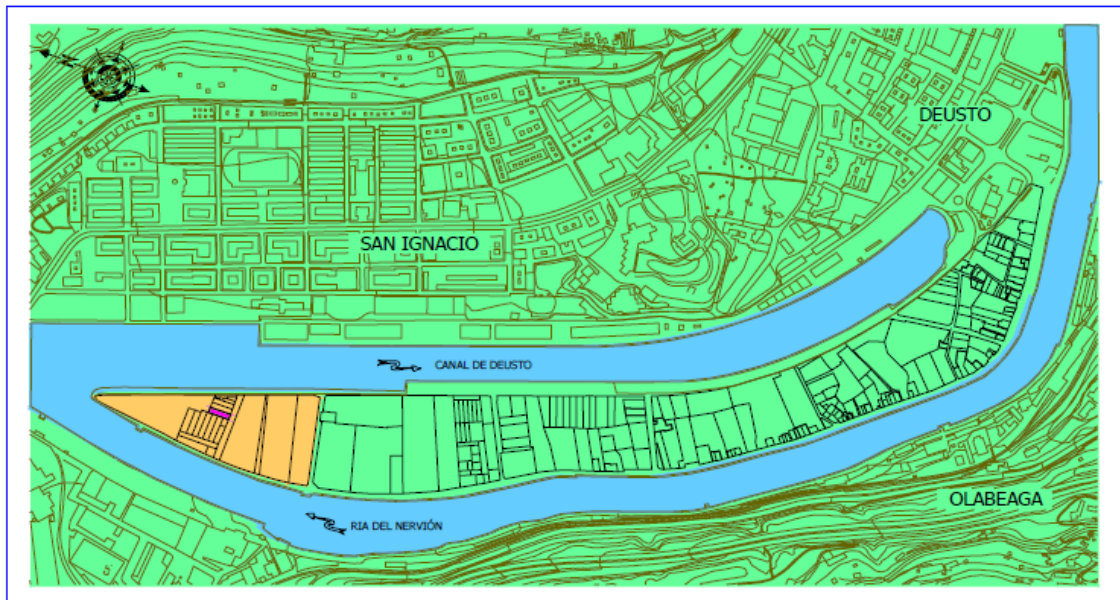 N
DEUSTO
SAN IGNACIO
CANAL DE DEUSTO
OLABEAGA
RIA DEL NERVIÓN